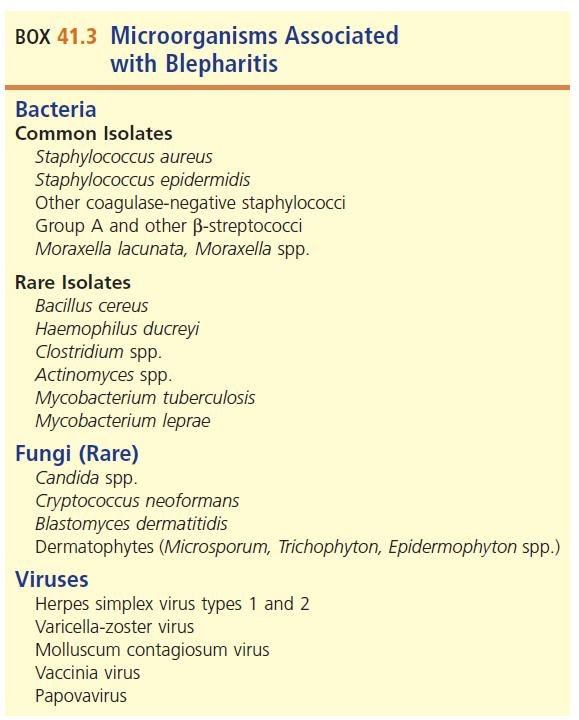 BOX 41.3 Microorganisms Associated
with Blepharitis
Bacteria
Common Isolates
Staphylococcus aureus
Staphylococcus epidermidis
Other coagulase-negative staphylococci
Group A and other β-streptococci
Moraxella lacunata, Moraxella spp.
Rare Isolates
Bacillus cereus
Haemophilus ducreyi
Clostridium spp.
Actinomyces spp.
Mycobacterium tuberculosis
Mycobacterium leprae
Fungi (Rare)
Candida spp.
Cryptococcus neoformans
Blastomyces dermatitidis
Dermatophytes (Microsporum, Trichophyton, Epidermophyton spp.)
Viruses
Herpes simplex virus types 1 and 2
Varicella-zoster virus
Molluscum contagiosum virus
Vaccinia virus
Papovavirus